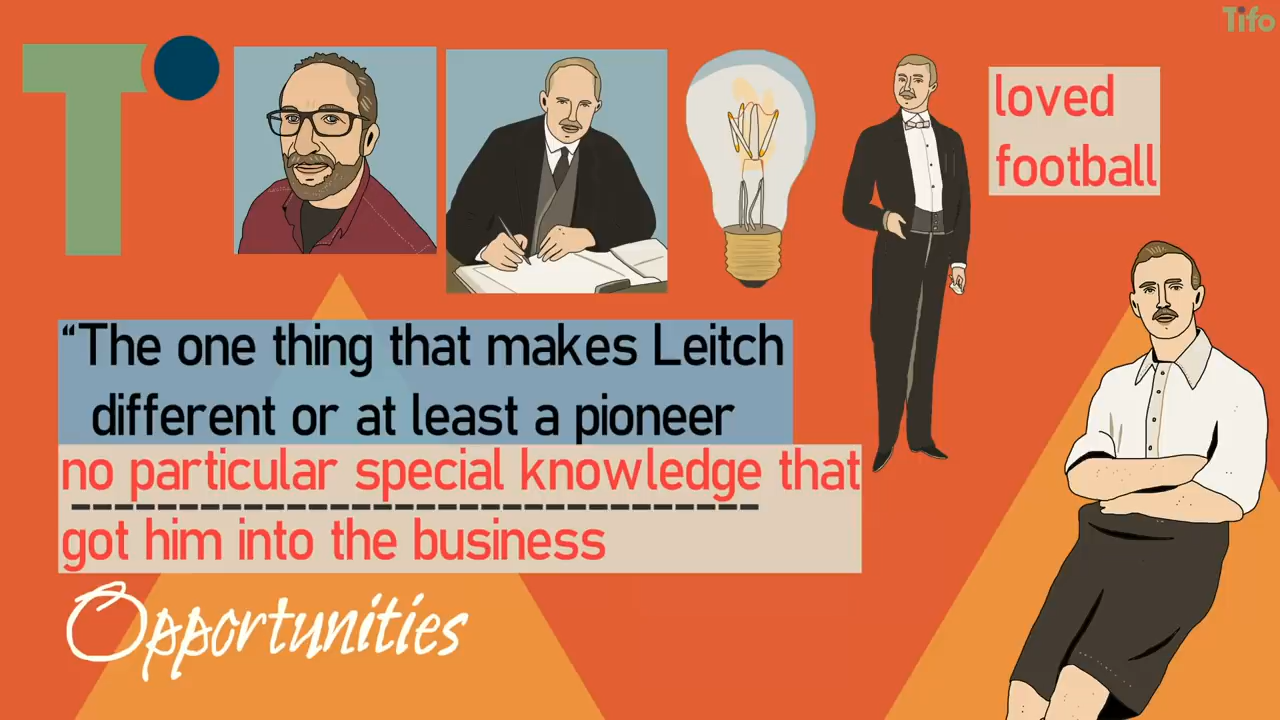 Tifo
T
loved
football
“The one thing that makes Leitch
different or at least a pioneer
no particular special knowledge that
got him into the business
Opportunities